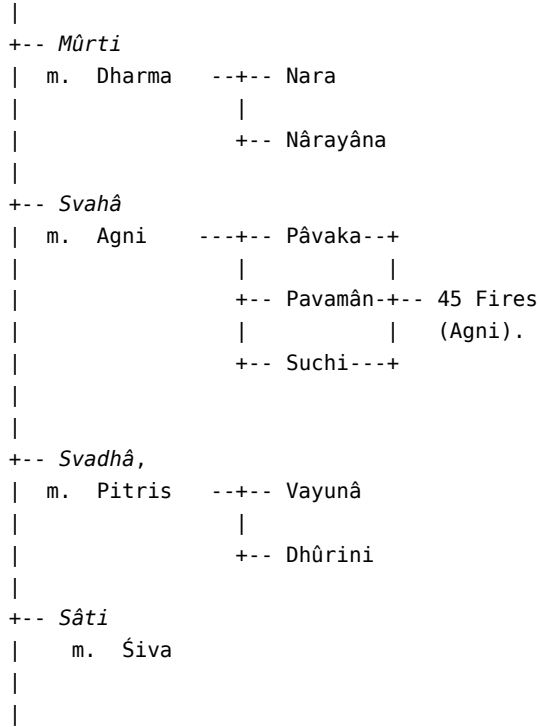 |
+-- Mûrti
|  m.  Dharma   --+-- Nara
|                 |
|                 +-- Nârayâna
|
+-- Svahâ
|  m.  Agni    ---+-- Pâvaka--+
|                 |           |
|                 +-- Pavamân-+-- 45 Fires
|                 |           |   (Agni).
|                 +-- Suchi---+
|
|
+-- Svadhâ,
|  m.  Pitris   --+-- Vayunâ
|                 |
|                 +-- Dhûrini
|
+-- Sâti
|    m.  Śiva
|
|